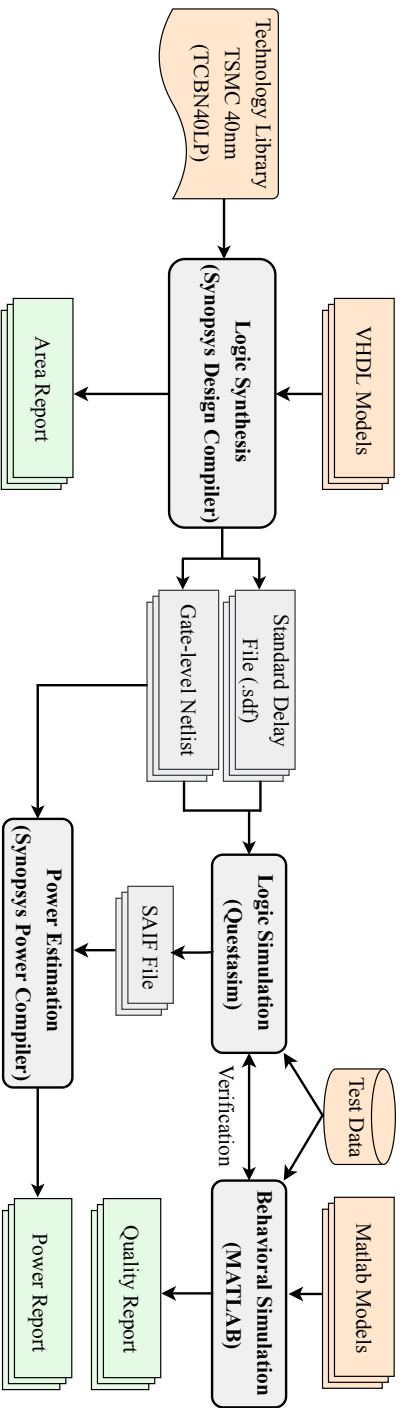 Technology Library
TSMC 40nm
(TCBN40LP)
VHDL Models
Logic Synthesis
(Synopsys Design Compiler)
Area Report
Standard Delay
File (.sdf)
Gate-level Netlist
Test Data
Matlab Models
Logic Simulation
(Questasim)
Verification
Behavioral Simulation
(MATLAB)
SAIF File
Quality Report
Power Estimation
(Synopsys Power Compiler)
Power Report